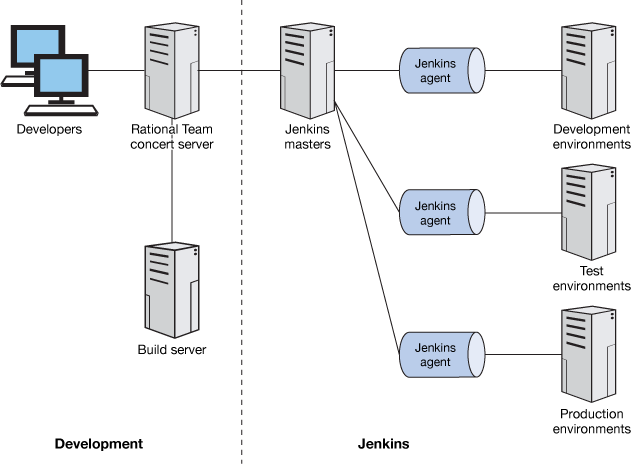 Developers
Rational Team
concert server
Build server
Development
Jenkins
masters
Jenkins
agent
Development
environments
Jenkins
agent
Test
environments
Jenkins
agent
Production
environments
Jenkins